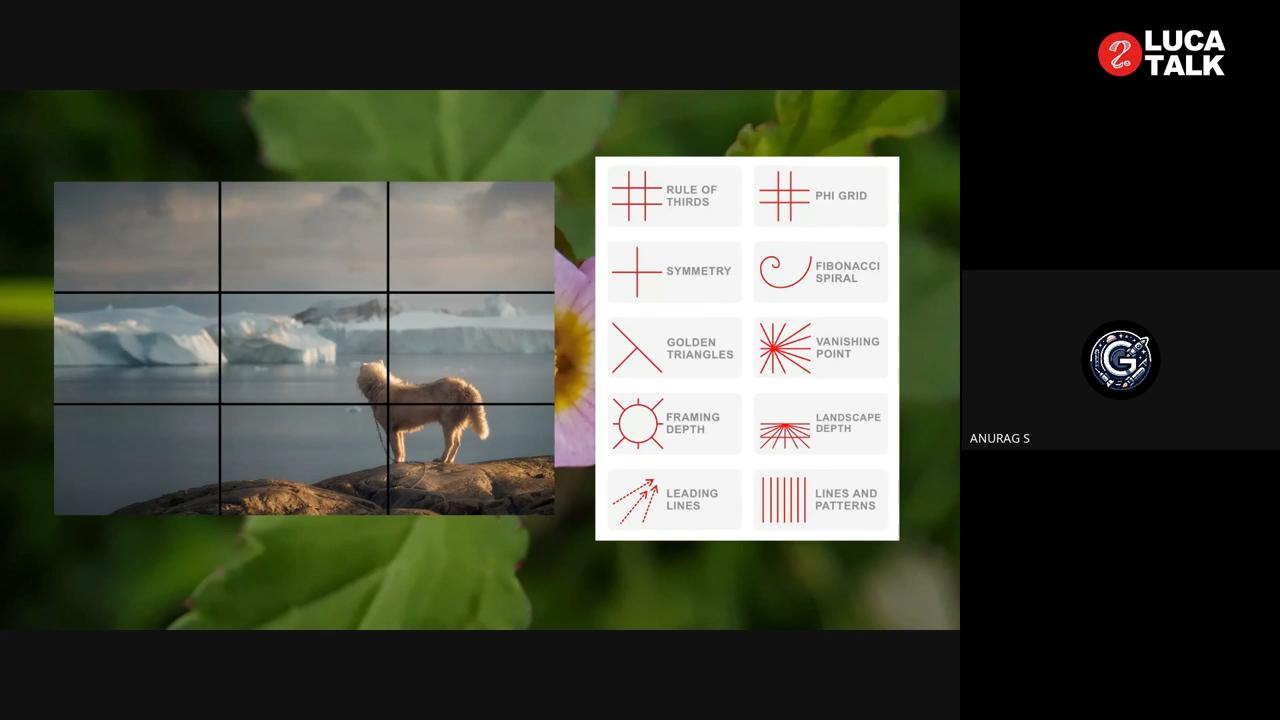 LUCA
TALK
RULE OF
THIRDS
PHI GRID
SYMMETRY
FIBONACCI
SPIRAL
GOLDEN
TRIANGLES
VANISHING
POINT
FRAMING
DEPTH
LANDSCAPE
DEPTH
LEADING
LINES
LINES AND
PATTERNS
G
ANURAG S